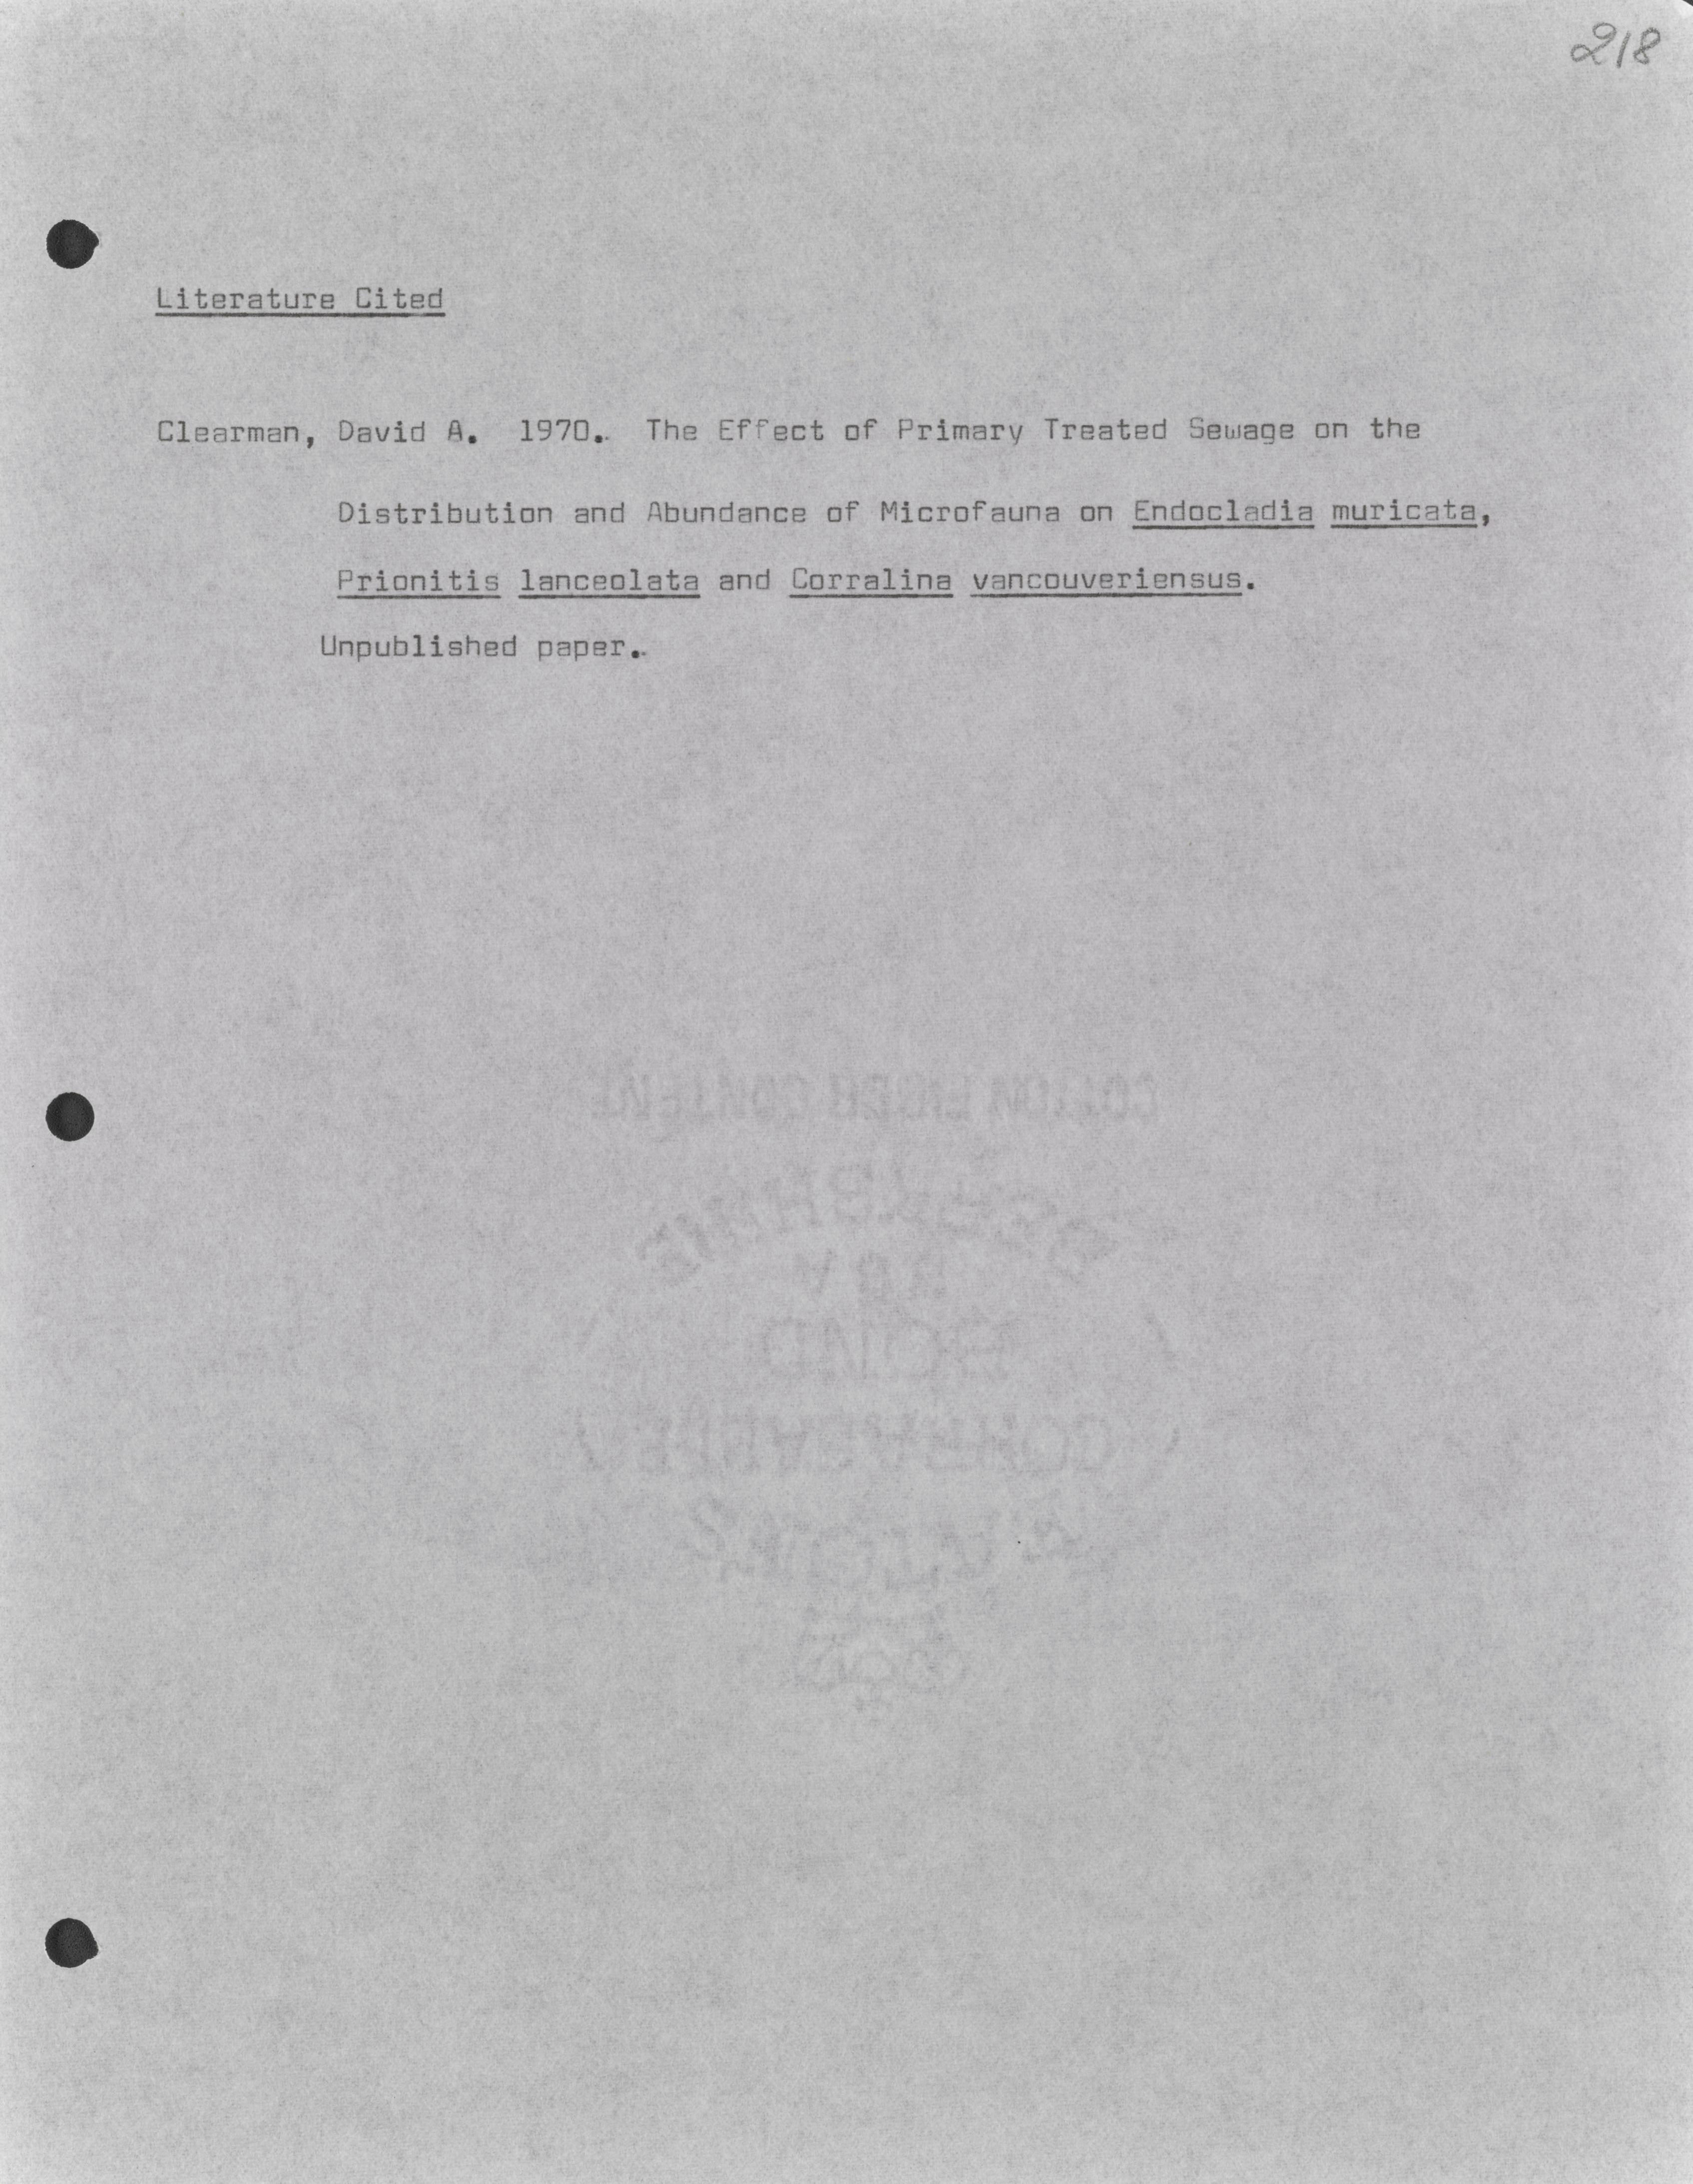 218
Literature Cited
Clearman, David A. 1970. The Effect of Primary Treated Sewage on the
Distribution and Abundance of Microfauna on Endocladia muricata,
Prionitis lanceolata and Corralina vancouveriensus.
Unpublished paper.